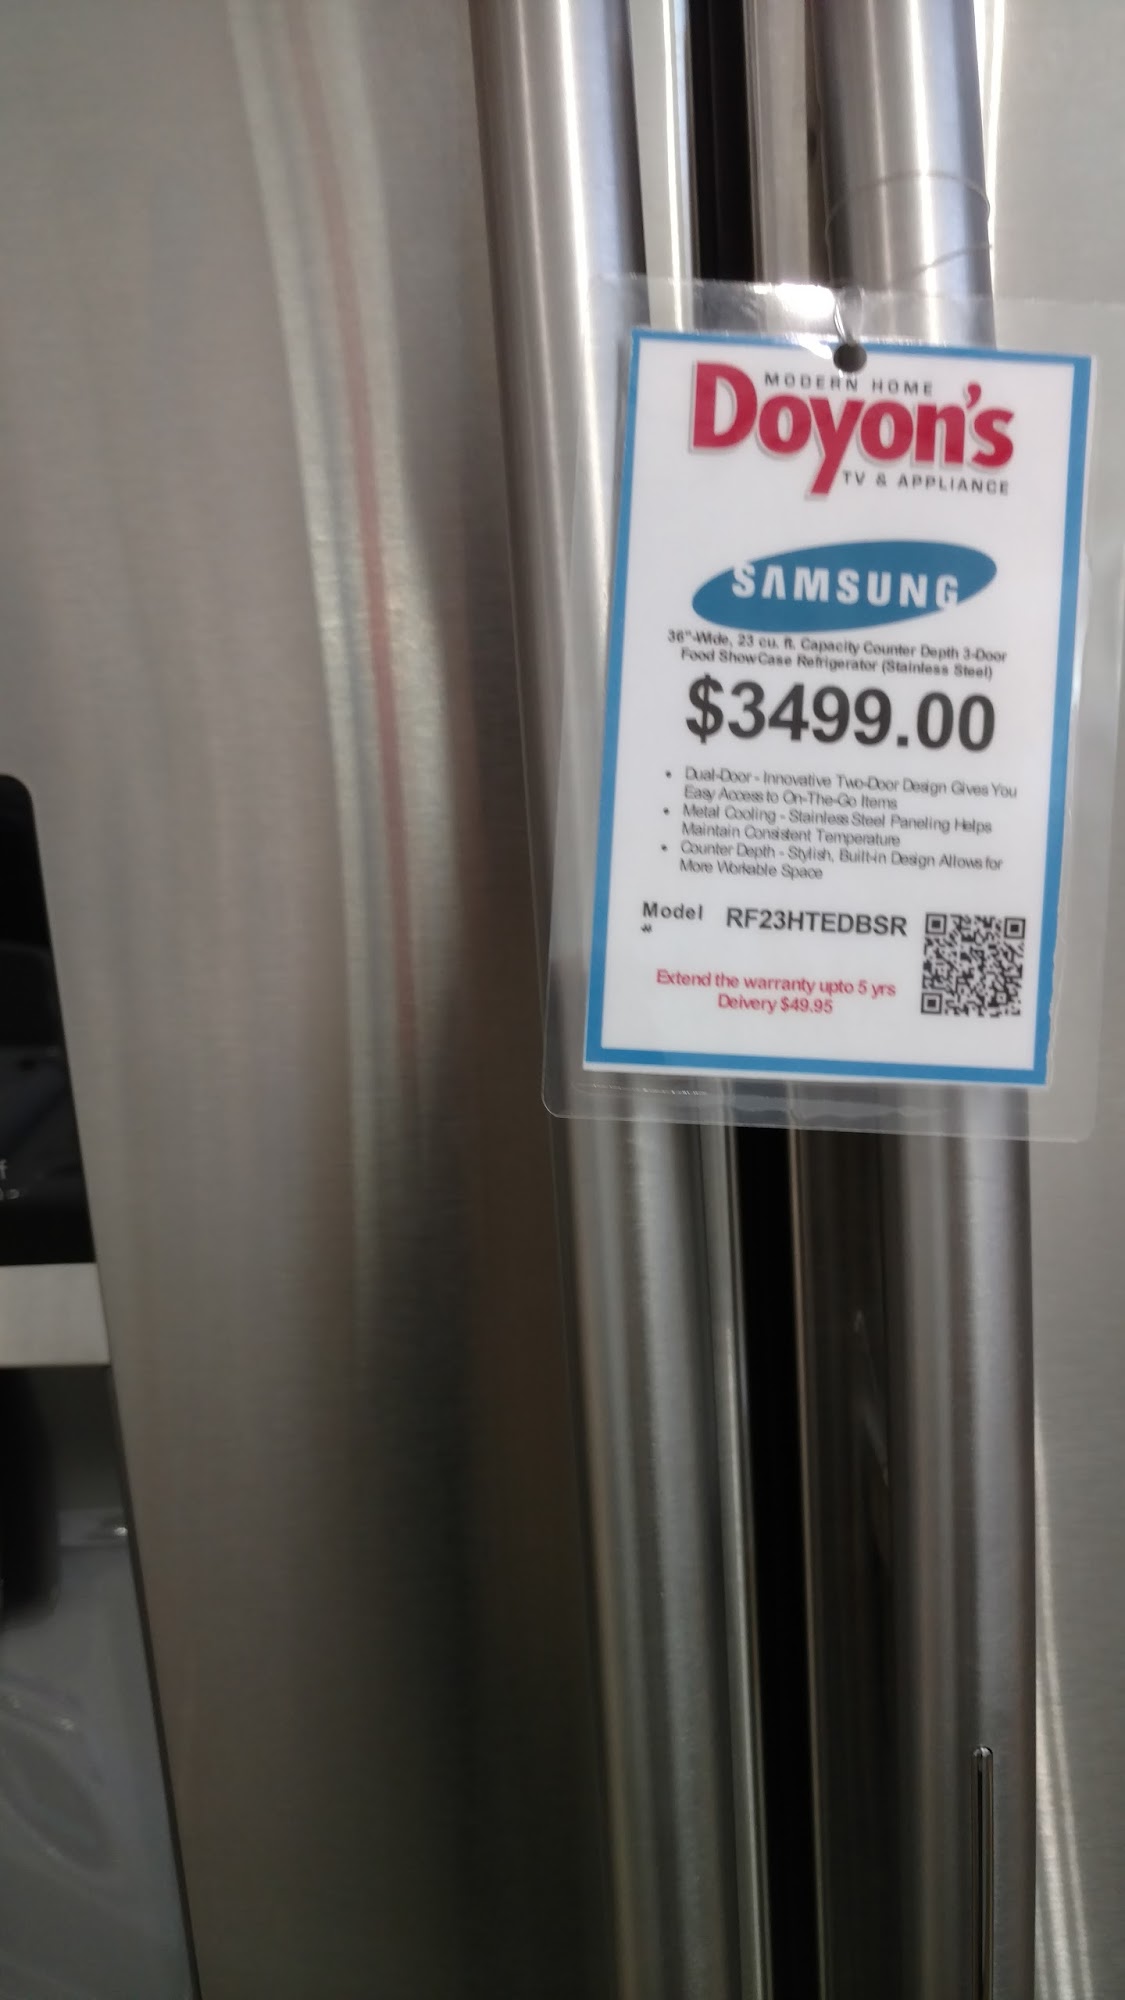 MODERN HOME
Doyon's
TV & APPLIANCE
SAMSUNG
36"-Wide, 23 cu. ft. Capacity Counter Depth 3-Door
Food ShowCase Refrigerator (Stainless Steel)
$3499.00
• Dual-Door - Innovative Two-Door Design Gives You
Easy Access to On-The-Go Items
• Metal Cooling - Stainless Steel Paneling Helps
Maintain Consistent Temperature
• Counter Depth - Stylish, Built-in Design Allows for
More Workable Space
Model RF23HTEDBSR
#
Extend the warranty upto 5 yrs
Deivery $49.95